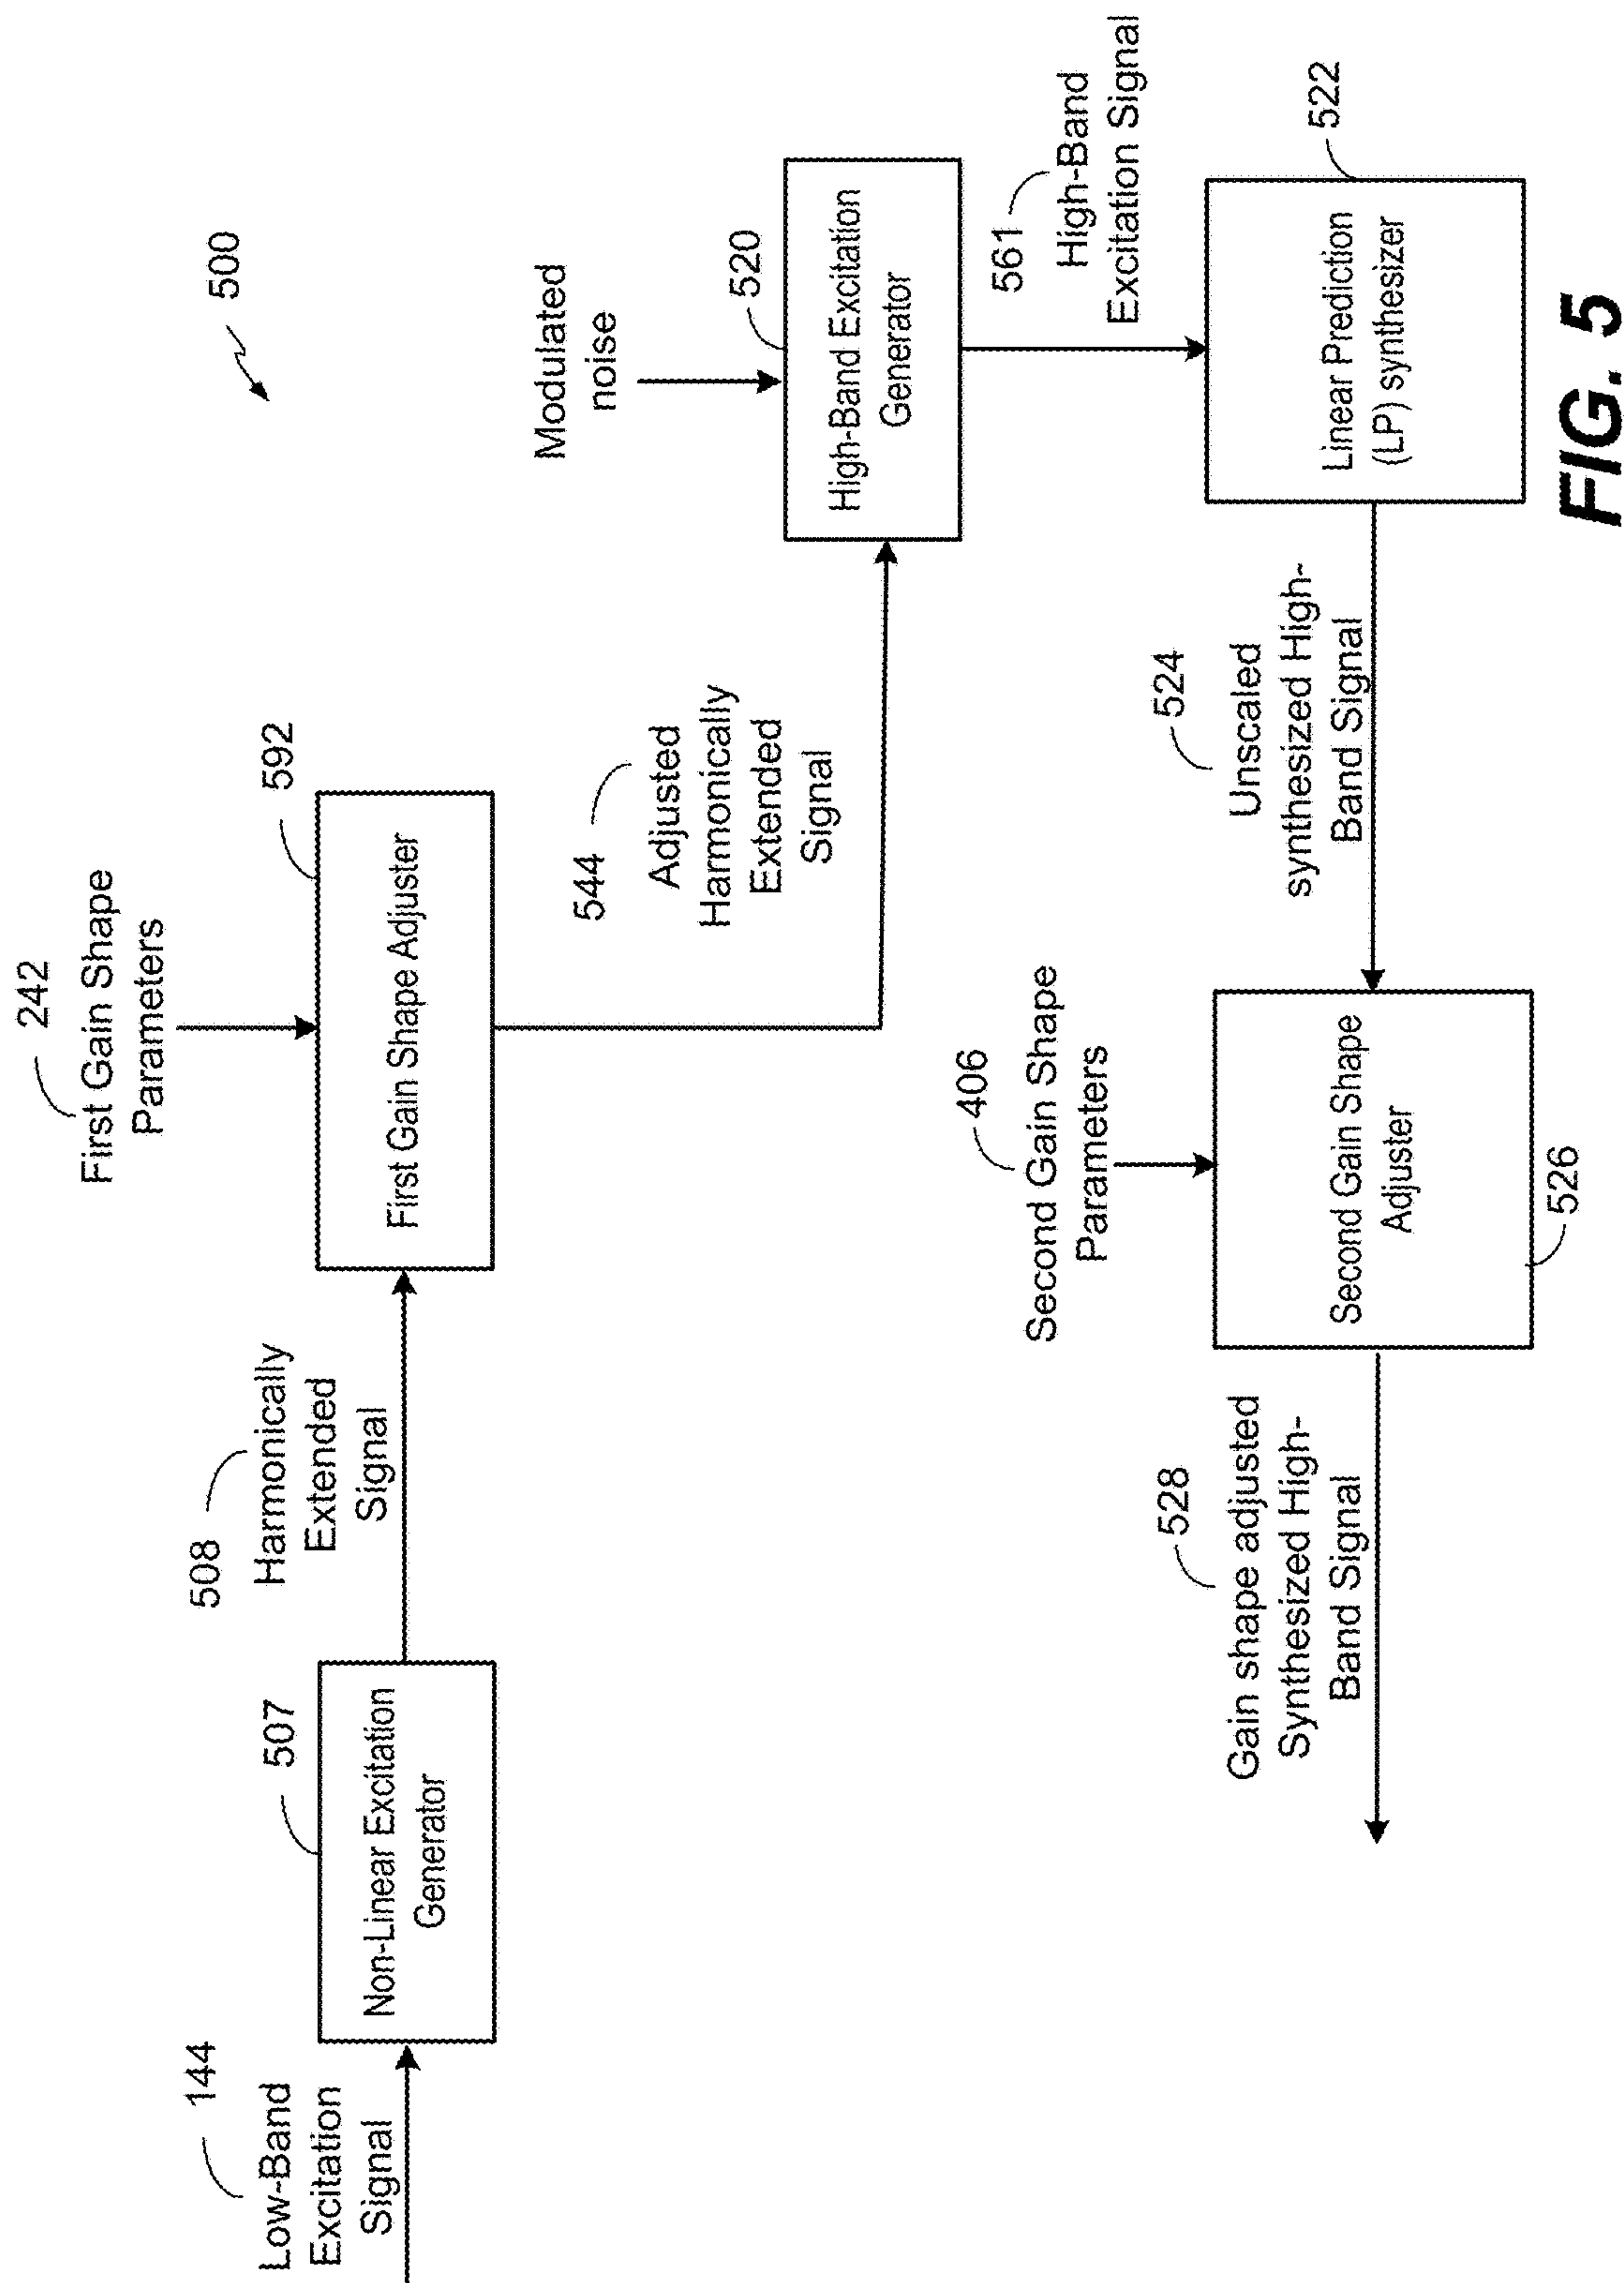 500
144
Low-Band
Excitation
Signal
507
Non-Linear Excitation
Generator
508
Harmonically
Extended
Signal
242
First Gain Shape
Parameters
592
First Gain Shape Adjuster
544
Adjusted
Harmonically
Extended
Signal
Modulated
noise
520
High-Band Excitation
Generator
561
High-Band
Excitation Signal
522
Linear Prediction
(LP) synthesizer
524
Unscaled
synthesized High-
Band Signal
406
Second Gain Shape
Parameters
Second Gain Shape
Adjuster
526
528
Gain shape adjusted
Synthesized High-
Band Signal
FIG. 5